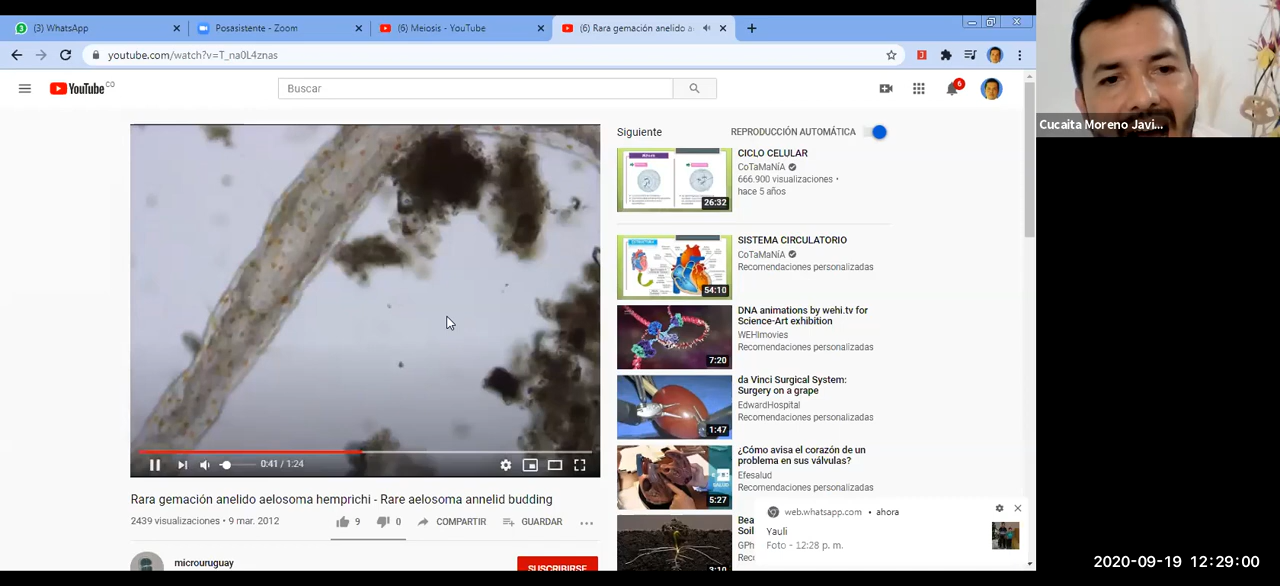 (3) WhatsApp
Posasistente - Zoom
(6) Meiosis - YouTube
(6) Rara gemación anelido a
youtube.com/watch?v=T_na0L4znas
YouTube CO
Buscar
6
Cucaita Moreno Javi...
Siguiente
REPRODUCCIÓN AUTOMÁTICA
26:32
CICLO CELULAR
CoTaMaNiA
666.900 visualizaciones •
hace 5 años
54:10
SISTEMA CIRCULATORIO
CoTaMaNiA
Recomendaciones personalizadas
7:20
DNA animations by wehi.tv for
Science-Art exhibition
WEHImovies
Recomendaciones personalizadas
1:47
da Vinci Surgical System:
Surgery on a grape
EdwardHospital
Recomendaciones personalizadas
5:27
¿Cómo avisa el corazón de un
problema en sus válvulas?
Efesalud
Recomendaciones personalizadas
3:10
0:41 / 1:24
Rara gemación anelido aelosoma hemprichi - Rare aelosoma annelid budding
2439 visualizaciones • 9 mar. 2012
9
0
COMPARTIR
GUARDAR
microuruguay
SUSCRIBIRSE
web.whatsapp.com • ahora
Yauli
Foto - 12:28 p. m.
2020-09-19 12:29:00